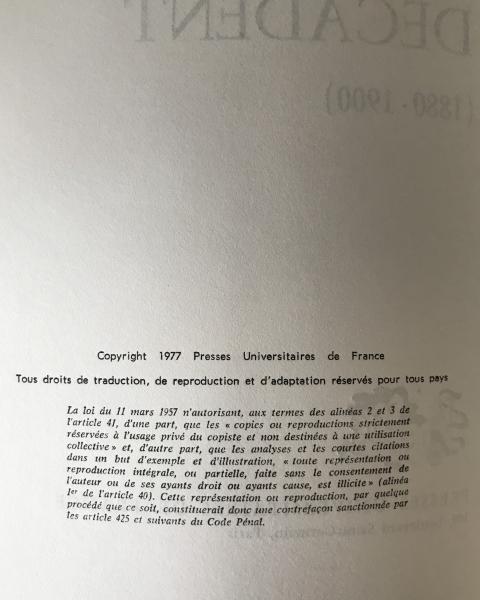 DÉCADENT
(1880-1900)
Copyright 1977 Presses Universitaires de France
Tous droits de traduction, de reproduction et d'adaptation réservés pour tous pays
La loi du 11 mars 1957 n'autorisant, aux termes des alinéas 2 et 3 de
l'article 41, d'une part, que les « copies ou reproductions strictement
réservées à l'usage privé du copiste et non destinées à une utilisation
collective » et, d'autre part, que les analyses et les courtes citations
dans un but d'exemple et d'illustration, « toute représentation ou
reproduction intégrale, ou partielle, faite sans le consentement de
l'auteur ou de ses ayants droit ou ayants cause, est illicite » (alinéa
1er de l'article 40). Cette représentation ou reproduction, par quelque
procédé que ce soit, constituerait donc une contrefaçon sanctionnée par
les article 425 et suivants du Code Pénal.